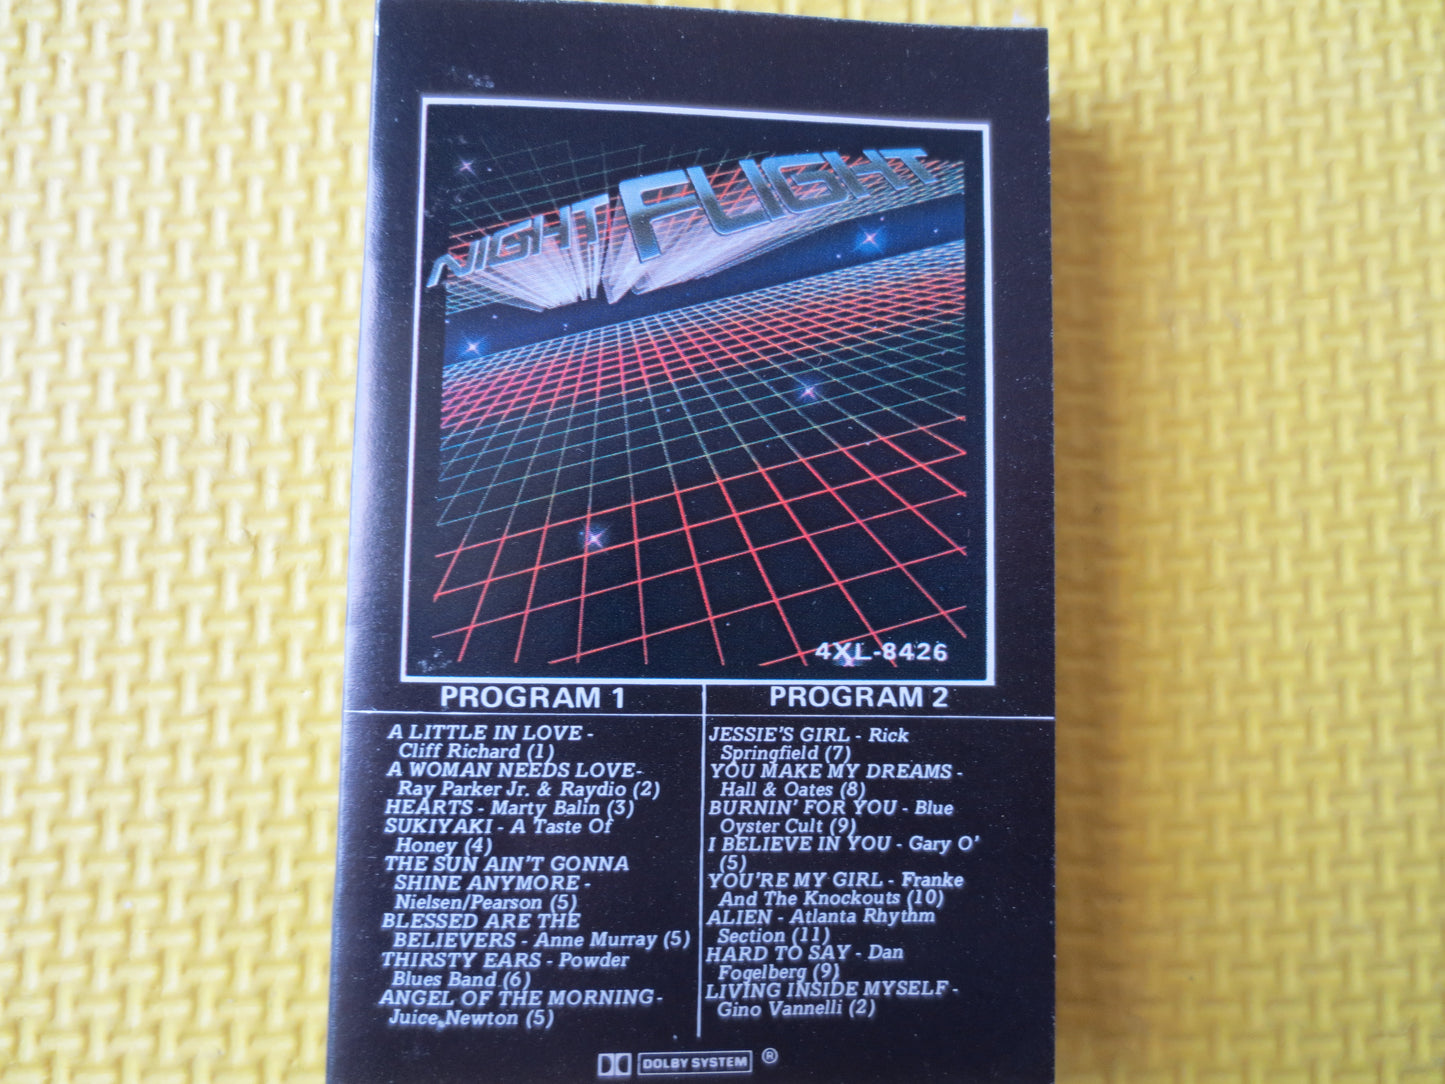 NIGHT FLIGHT
4XL-8426
PROGRAM 1
A LITTLE IN LOVE -
Cliff Richard (1)
A WOMAN NEEDS LOVE-
Ray Parker Jr. & Raydio (2)
HEARTS - Marty Balin (3)
SUKIYAKI - A Taste Of
Honey (4)
THE SUN AIN'T GONNA
SHINE ANYMORE -
Nielsen/Pearson (5)
BLESSED ARE THE
BELIEVERS - Anne Murray (5)
THIRSTY EARS - Powder
Blues Band (6)
ANGEL OF THE MORNING-
Juice Newton (5)
PROGRAM 2
JESSIE'S GIRL - Rick
Springfield (7)
YOU MAKE MY DREAMS -
Hall & Oates (8)
BURNIN' FOR YOU - Blue
Oyster Cult (9)
I BELIEVE IN YOU - Gary O'
(5)
YOU'RE MY GIRL - Franke
And The Knockouts (10)
ALIEN - Atlanta Rhythm
Section (11)
HARD TO SAY - Dan
Fogelberg (9)
LIVING INSIDE MYSELF -
Gino Vannelli (2)
DOLBY SYSTEM ®